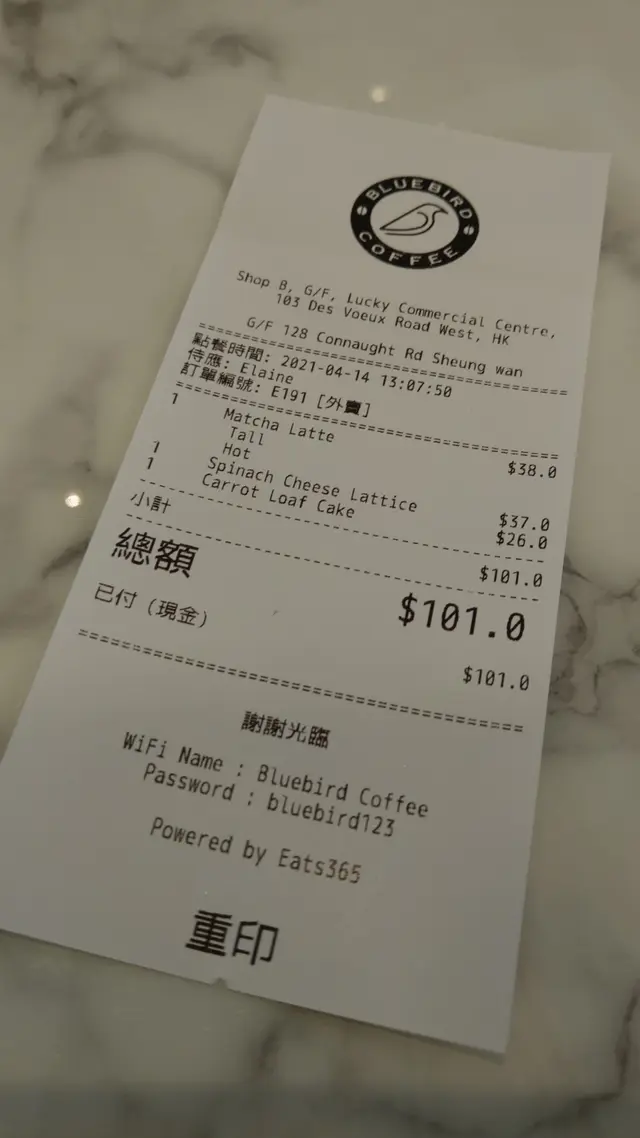 BLUEBIRD
COFFEE
Shop B, G/F, Lucky Commercial Centre,
103 Des Voeux Road West, HK
G/F 128 Connaught Rd Sheung wan
點餐時間: 2021-04-14 13:07:50
侍應: Elaine
訂單編號: E191 [外賣]
1 Matcha Latte $38.0
Tall
Hot
1 Spinach Cheese Lattice $37.0
1 Carrot Loaf Cake $26.0
小計 $101.0
總額 $101.0
已付 (現金) $101.0
謝謝光臨
WiFi Name : Bluebird Coffee
Password : bluebird123
Powered by Eats365
重印